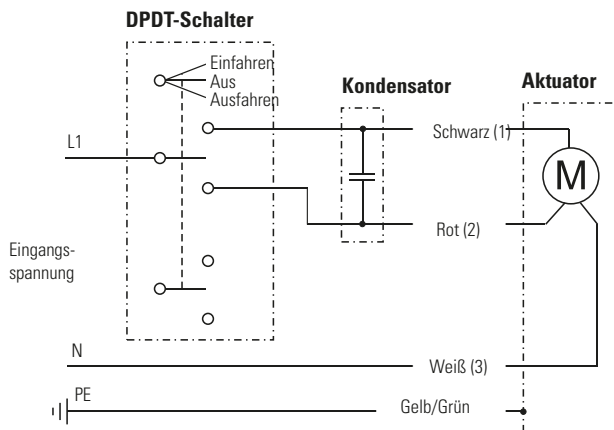 DPDT-Schalter
Einfahren
Aus
Ausfahren
Kondensator
Aktuator
L1
Schwarz (1)
M
Rot (2)
Eingangs-
spannung
N
Weiß (3)
PE
Gelb/Grün